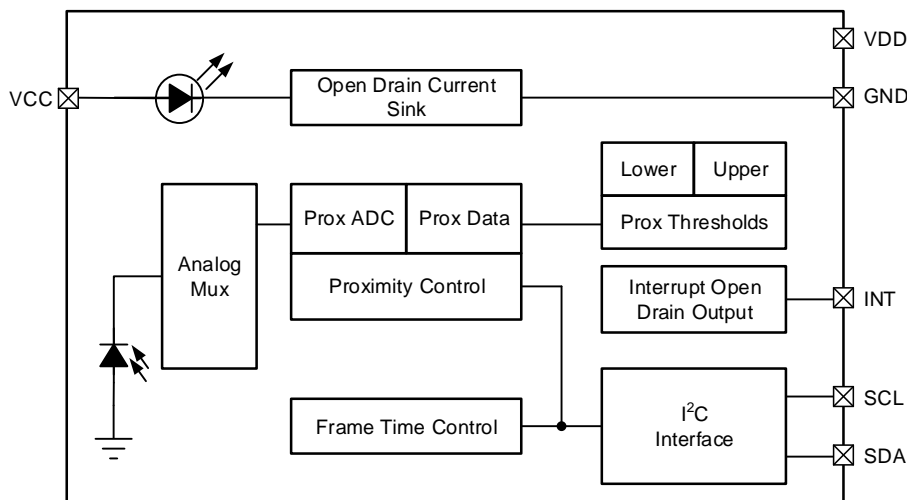 VDD
VCC
Open Drain Current
Sink
GND
Lower
Upper
Prox ADC
Prox Data
Prox Thresholds
Analog
Mux
Proximity Control
Interrupt Open
Drain Output
INT
SCL
I²C
Interface
Frame Time Control
SDA